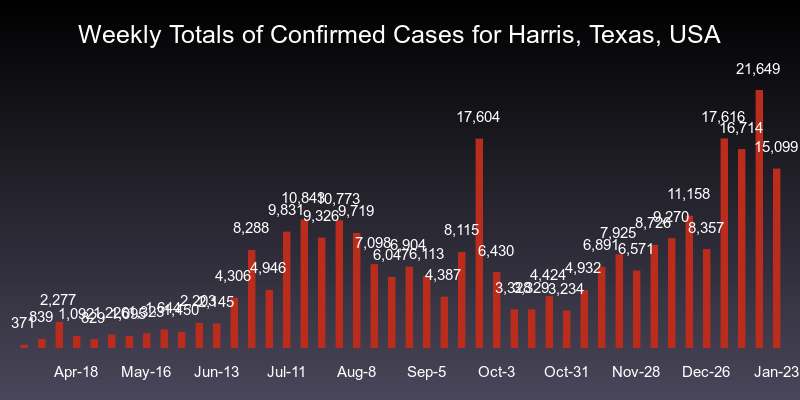 Weekly Totals of Confirmed Cases for Harris, Texas, USA
21,649
17,604
17,616
16,714
15,099
11,158
10,773
9,831
9,326
9,719
9,270
8,288
8,115
8,726
8,357
7,925
7,098
6,904
6,891
6,571
6,113
6,430
4,306
4,946
4,387
4,424
4,932
3,234
2,277
2,145
371
839
829
Apr-18
May-16
Jun-13
Jul-11
Aug-8
Sep-5
Oct-3
Oct-31
Nov-28
Dec-26
Jan-23